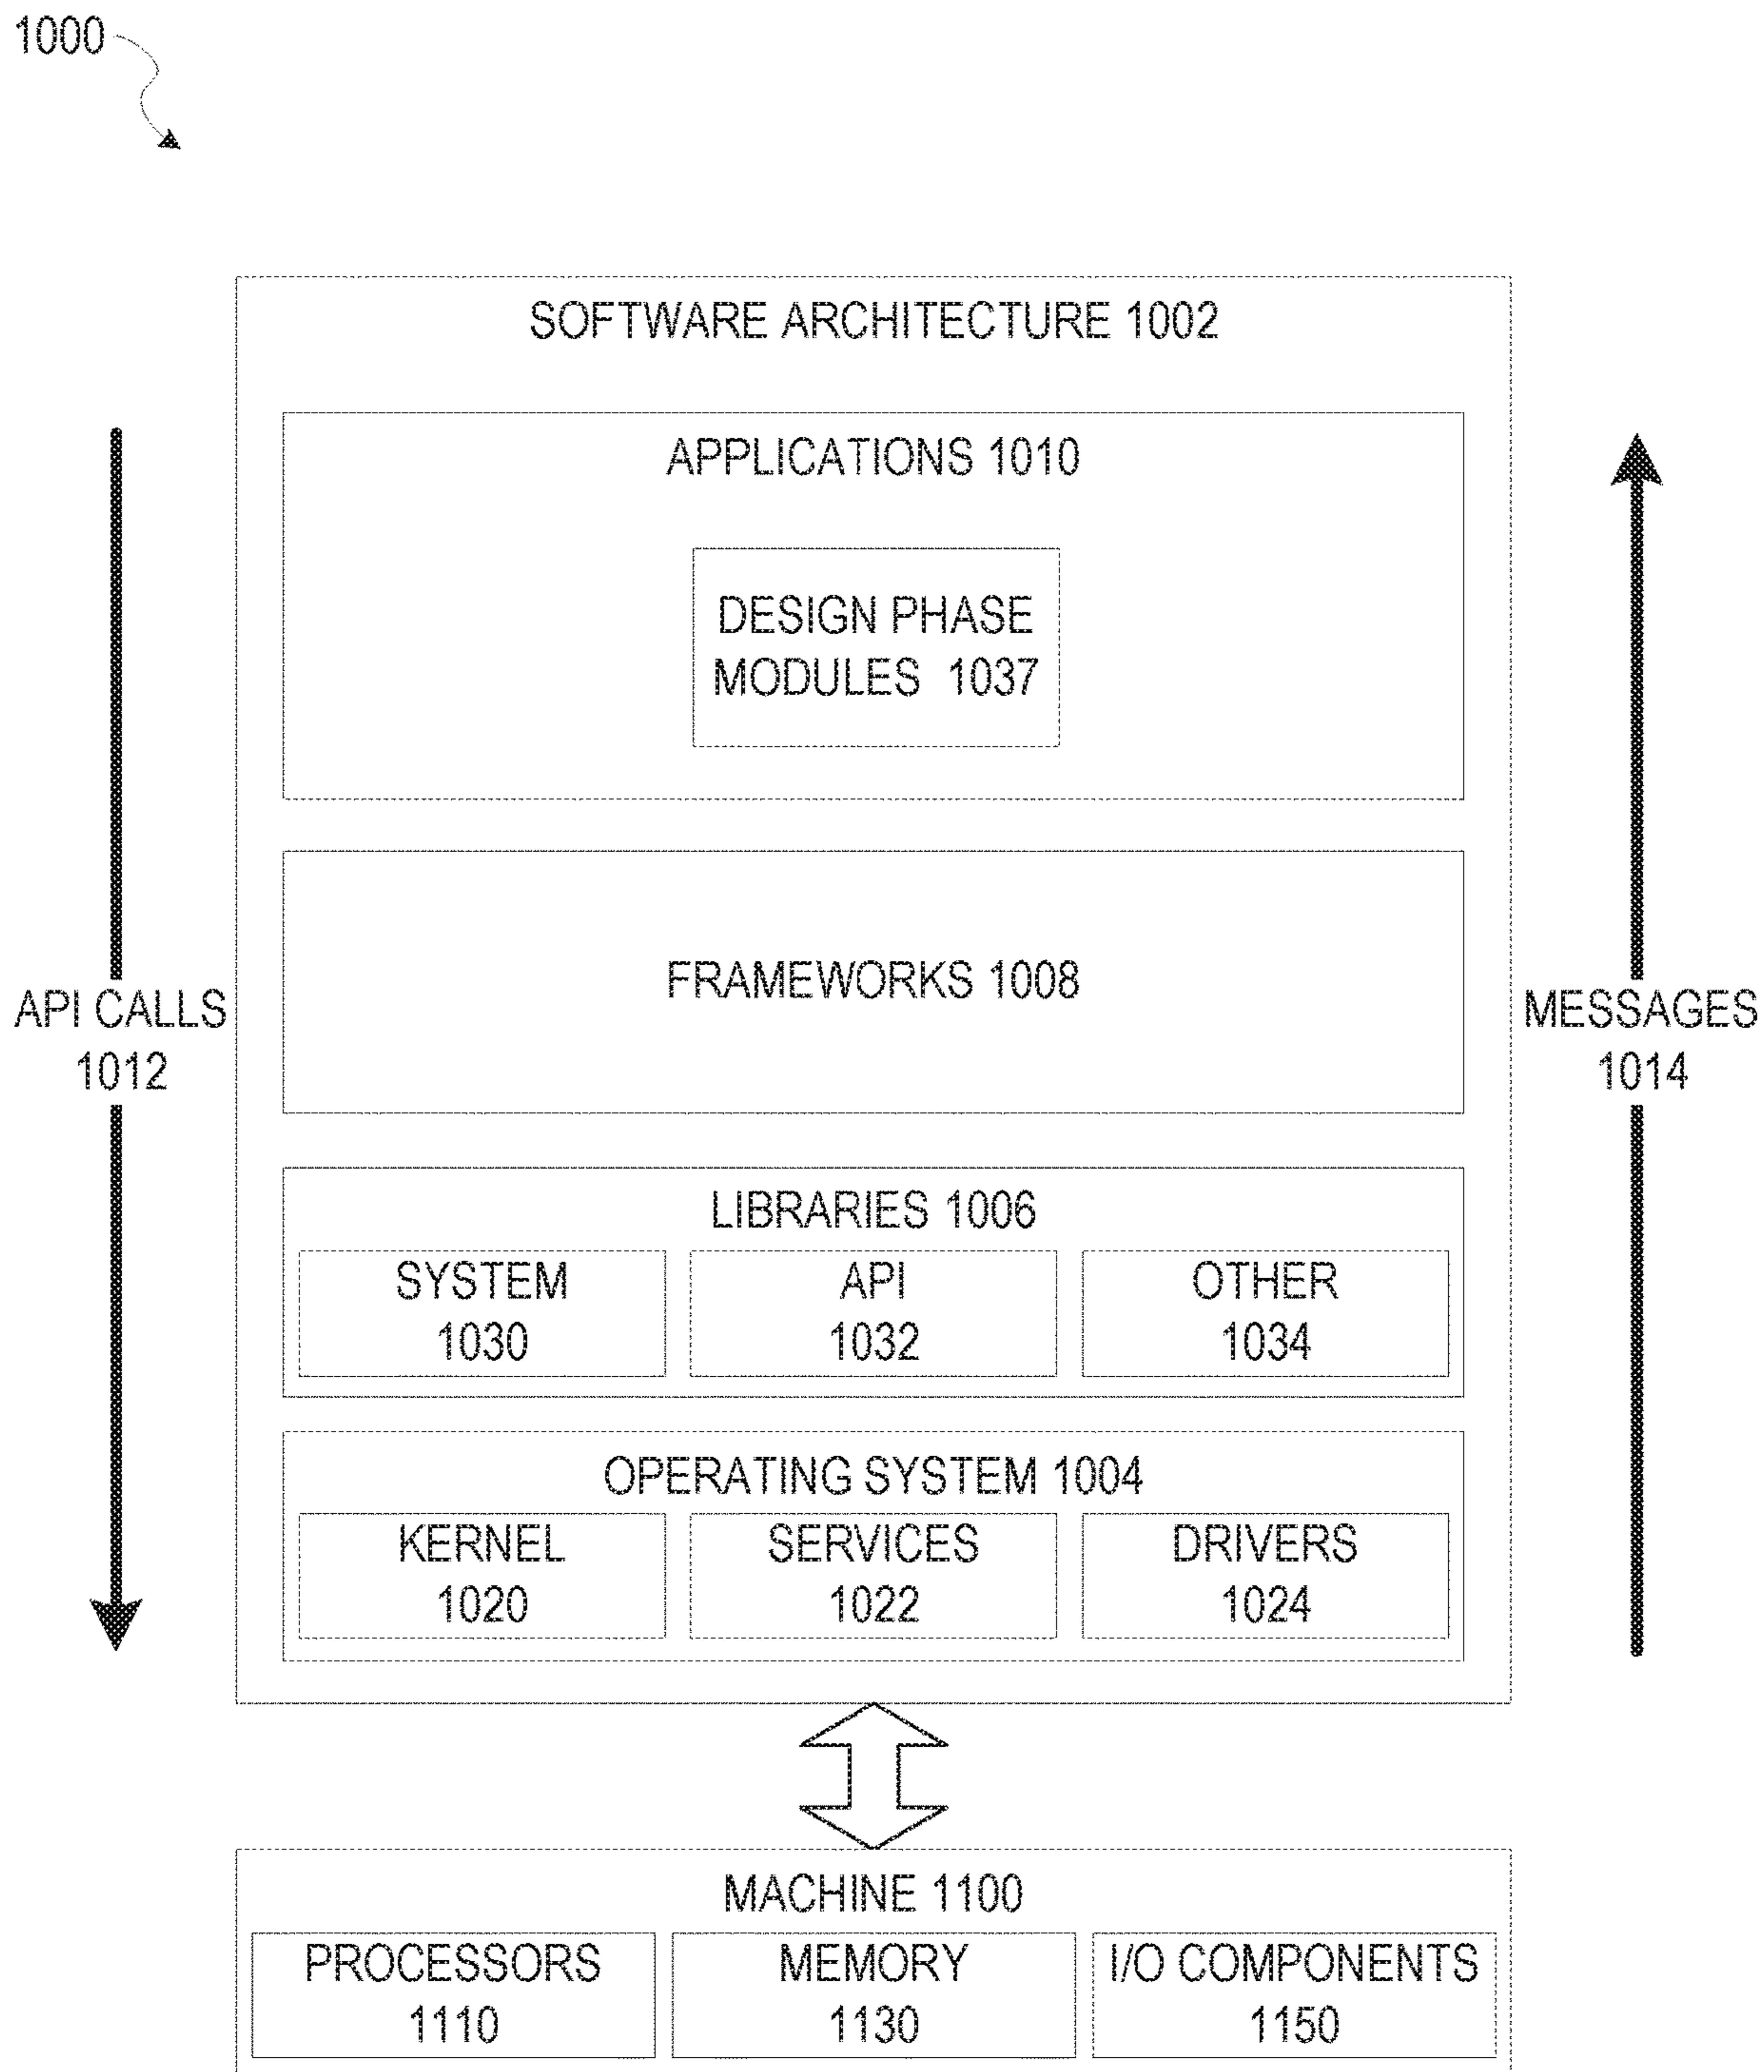 1000
SOFTWARE ARCHITECTURE 1002
APPLICATIONS 1010
DESIGN PHASE
MODULES 1037
FRAMEWORKS 1008
API CALLS
1012
MESSAGES
1014
LIBRARIES 1006
SYSTEM
1030
API
1032
OTHER
1034
OPERATING SYSTEM 1004
KERNEL
1020
SERVICES
1022
DRIVERS
1024
MACHINE 1100
PROCESSORS
1110
MEMORY
1130
I/O COMPONENTS
1150